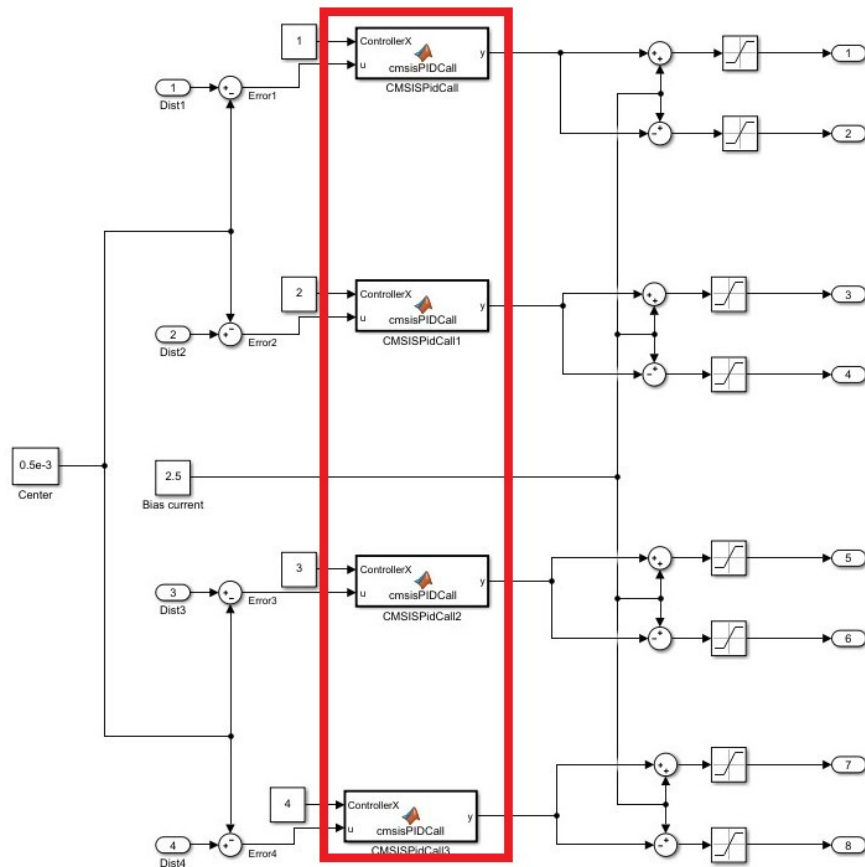 1
ControllerX
u
cmsisPIDCall
y
CMSISPidCall
1
Dist1
Error1
1
2
2
ControllerX
u
cmsisPIDCall
y
CMSISPidCall1
2
Dist2
Error2
3
4
0.5e-3
Center
2.5
Bias current
3
ControllerX
u
cmsisPIDCall
y
CMSISPidCall2
3
Dist3
Error3
5
6
4
ControllerX
u
cmsisPIDCall
y
CMSISPidCall3
4
Dist4
Error4
7
8